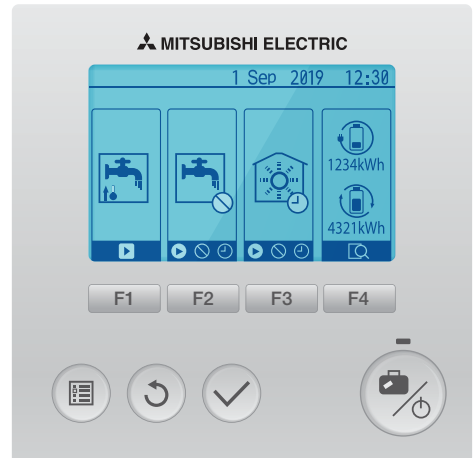 MITSUBISHI ELECTRIC
1 Sep 2019 12:30
1234kWh
4321kWh
F1 F2 F3 F4